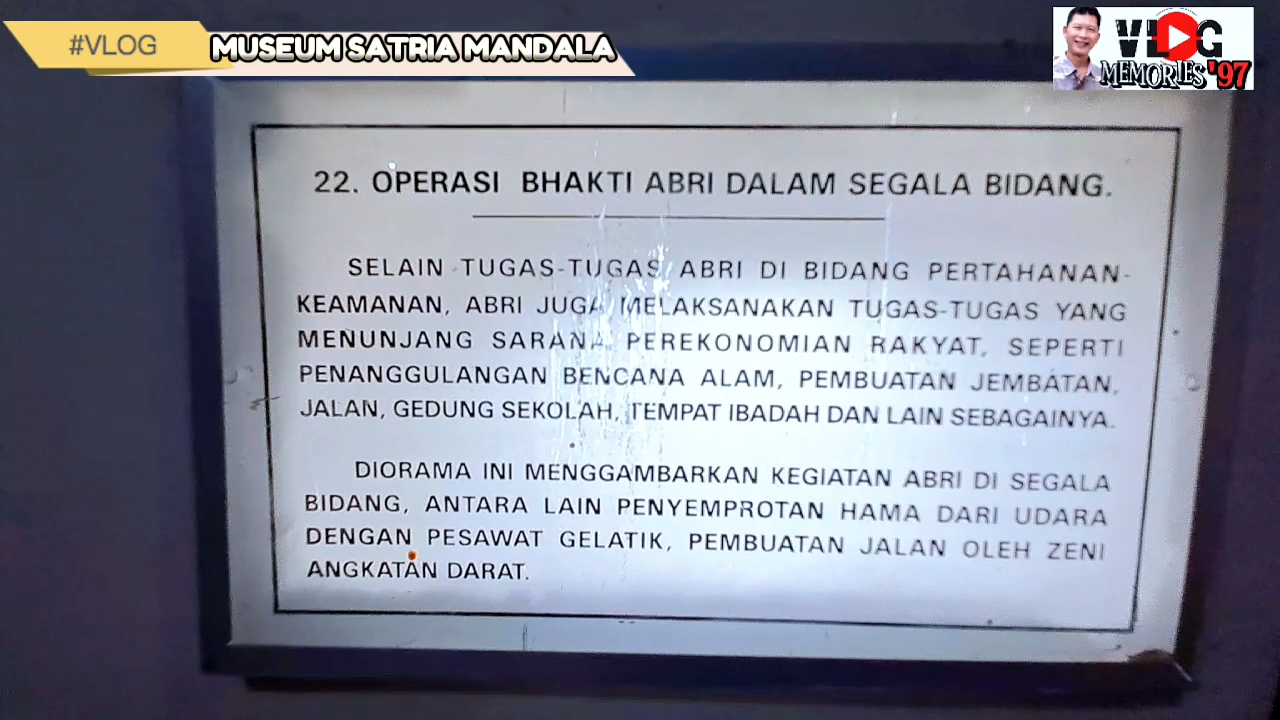 #VLOG
MUSEUM SATRIA MANDALA
VLOG
MEMORIES '97
22. OPERASI BHAKTI ABRI DALAM SEGALA BIDANG.
SELAIN TUGAS-TUGAS ABRI DI BIDANG PERTAHANAN-
KEAMANAN, ABRI JUGA MELAKSANAKAN TUGAS-TUGAS YANG
MENUNJANG SARANA PEREKONOMIAN RAKYAT, SEPERTI
PENANGGULANGAN BENCANA ALAM, PEMBUATAN JEMBATAN,
JALAN, GEDUNG SEKOLAH, TEMPAT IBADAH DAN LAIN SEBAGAINYA.
DIORAMA INI MENGGAMBARKAN KEGIATAN ABRI DI SEGALA
BIDANG, ANTARA LAIN PENYEMPROTAN HAMA DARI UDARA
DENGAN PESAWAT GELATIK, PEMBUATAN JALAN OLEH ZENI
ANGKATAN DARAT.